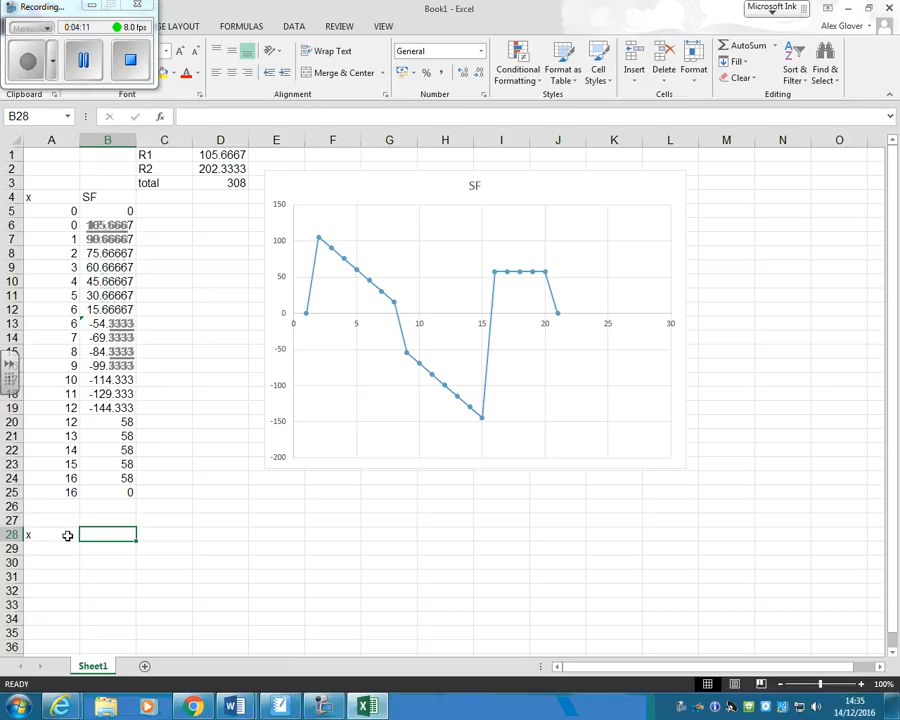 Recording...
Book1 - Excel
Microsoft Ink
Menu
0:04:11
8.0 fps
LAYOUT
FORMULAS
DATA
REVIEW
VIEW
Alex Glover
Wrap Text
General
AutoSum
Merge & Center
Conditional Formatting
Format as Table
Cell Styles
Insert
Delete
Format
Fill
Clear
Sort & Filter
Find & Select
Clipboard
Font
Alignment
Number
Styles
Cells
Editing
B28
fx
A B C D E F G H I J K L M N O
1 R1 105.6667
2 R2 202.3333
3 total 308
4 x SF
5 0 0
6 0 105.6667
7 1 90.66667
8 2 75.66667
9 3 60.66667
10 4 45.66667
11 5 30.66667
12 6 15.66667
13 6 -54.3333
14 7 -69.3333
15 8 -84.3333
9 -99.3333
10 -114.333
18 11 -129.333
19 12 -144.333
20 12 58
21 13 58
22 14 58
23 15 58
24 16 58
25 16 0
26
27
28 x
29
30
31
32
33
34
35
36
SF
150
100
50
0
-50
-100
-150
-200
0 5 10 15 20 25 30
Sheet1
READY
100%
14:35
14/12/2016